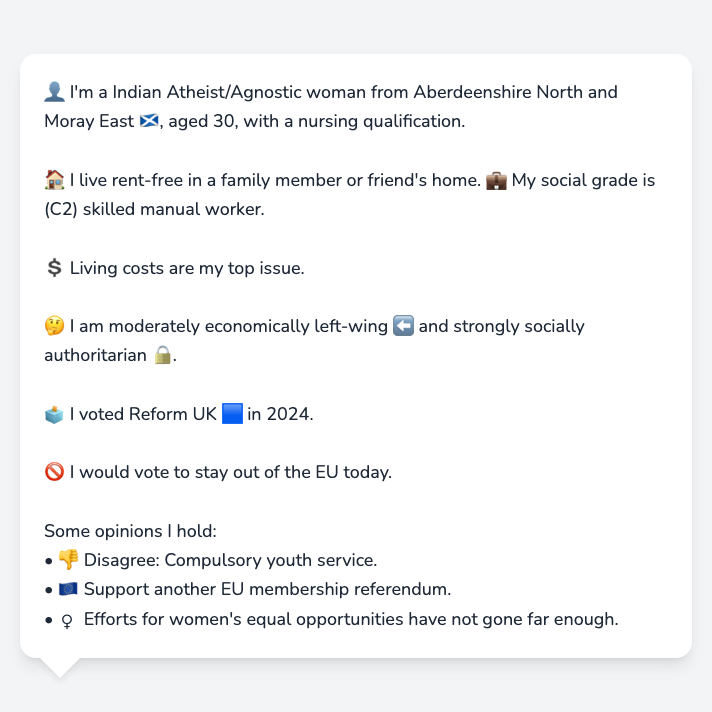 👤 I'm a Indian Atheist/Agnostic woman from Aberdeenshire North and
Moray East 🏴󠁧󠁢󠁳󠁣󠁴󠁿, aged 30, with a nursing qualification.
🏠 I live rent-free in a family member or friend's home. 💼 My social grade is
(C2) skilled manual worker.
💲 Living costs are my top issue.
🤔 I am moderately economically left-wing ⬅️ and strongly socially
authoritarian 🔒.
🗳️ I voted Reform UK 🟦 in 2024.
🚫 I would vote to stay out of the EU today.
Some opinions I hold:
• 👎 Disagree: Compulsory youth service.
• 🇪🇺 Support another EU membership referendum.
• ♀ Efforts for women's equal opportunities have not gone far enough.